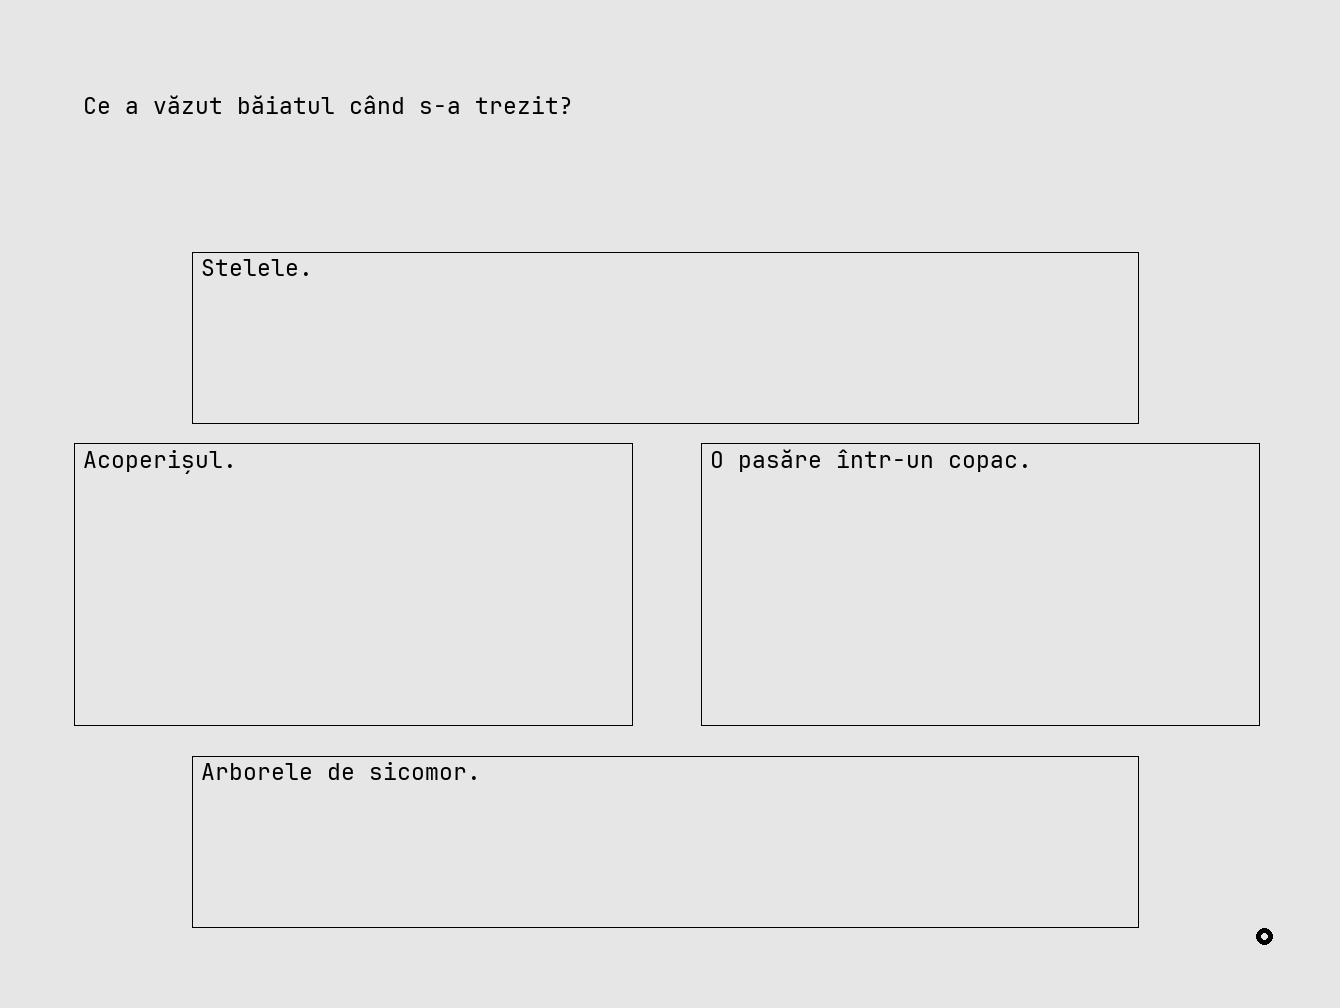 Ce a văzut băiatul când s-a trezit?
Stelele.
Acoperișul.
O pasăre într-un copac.
Arborele de sicomor.